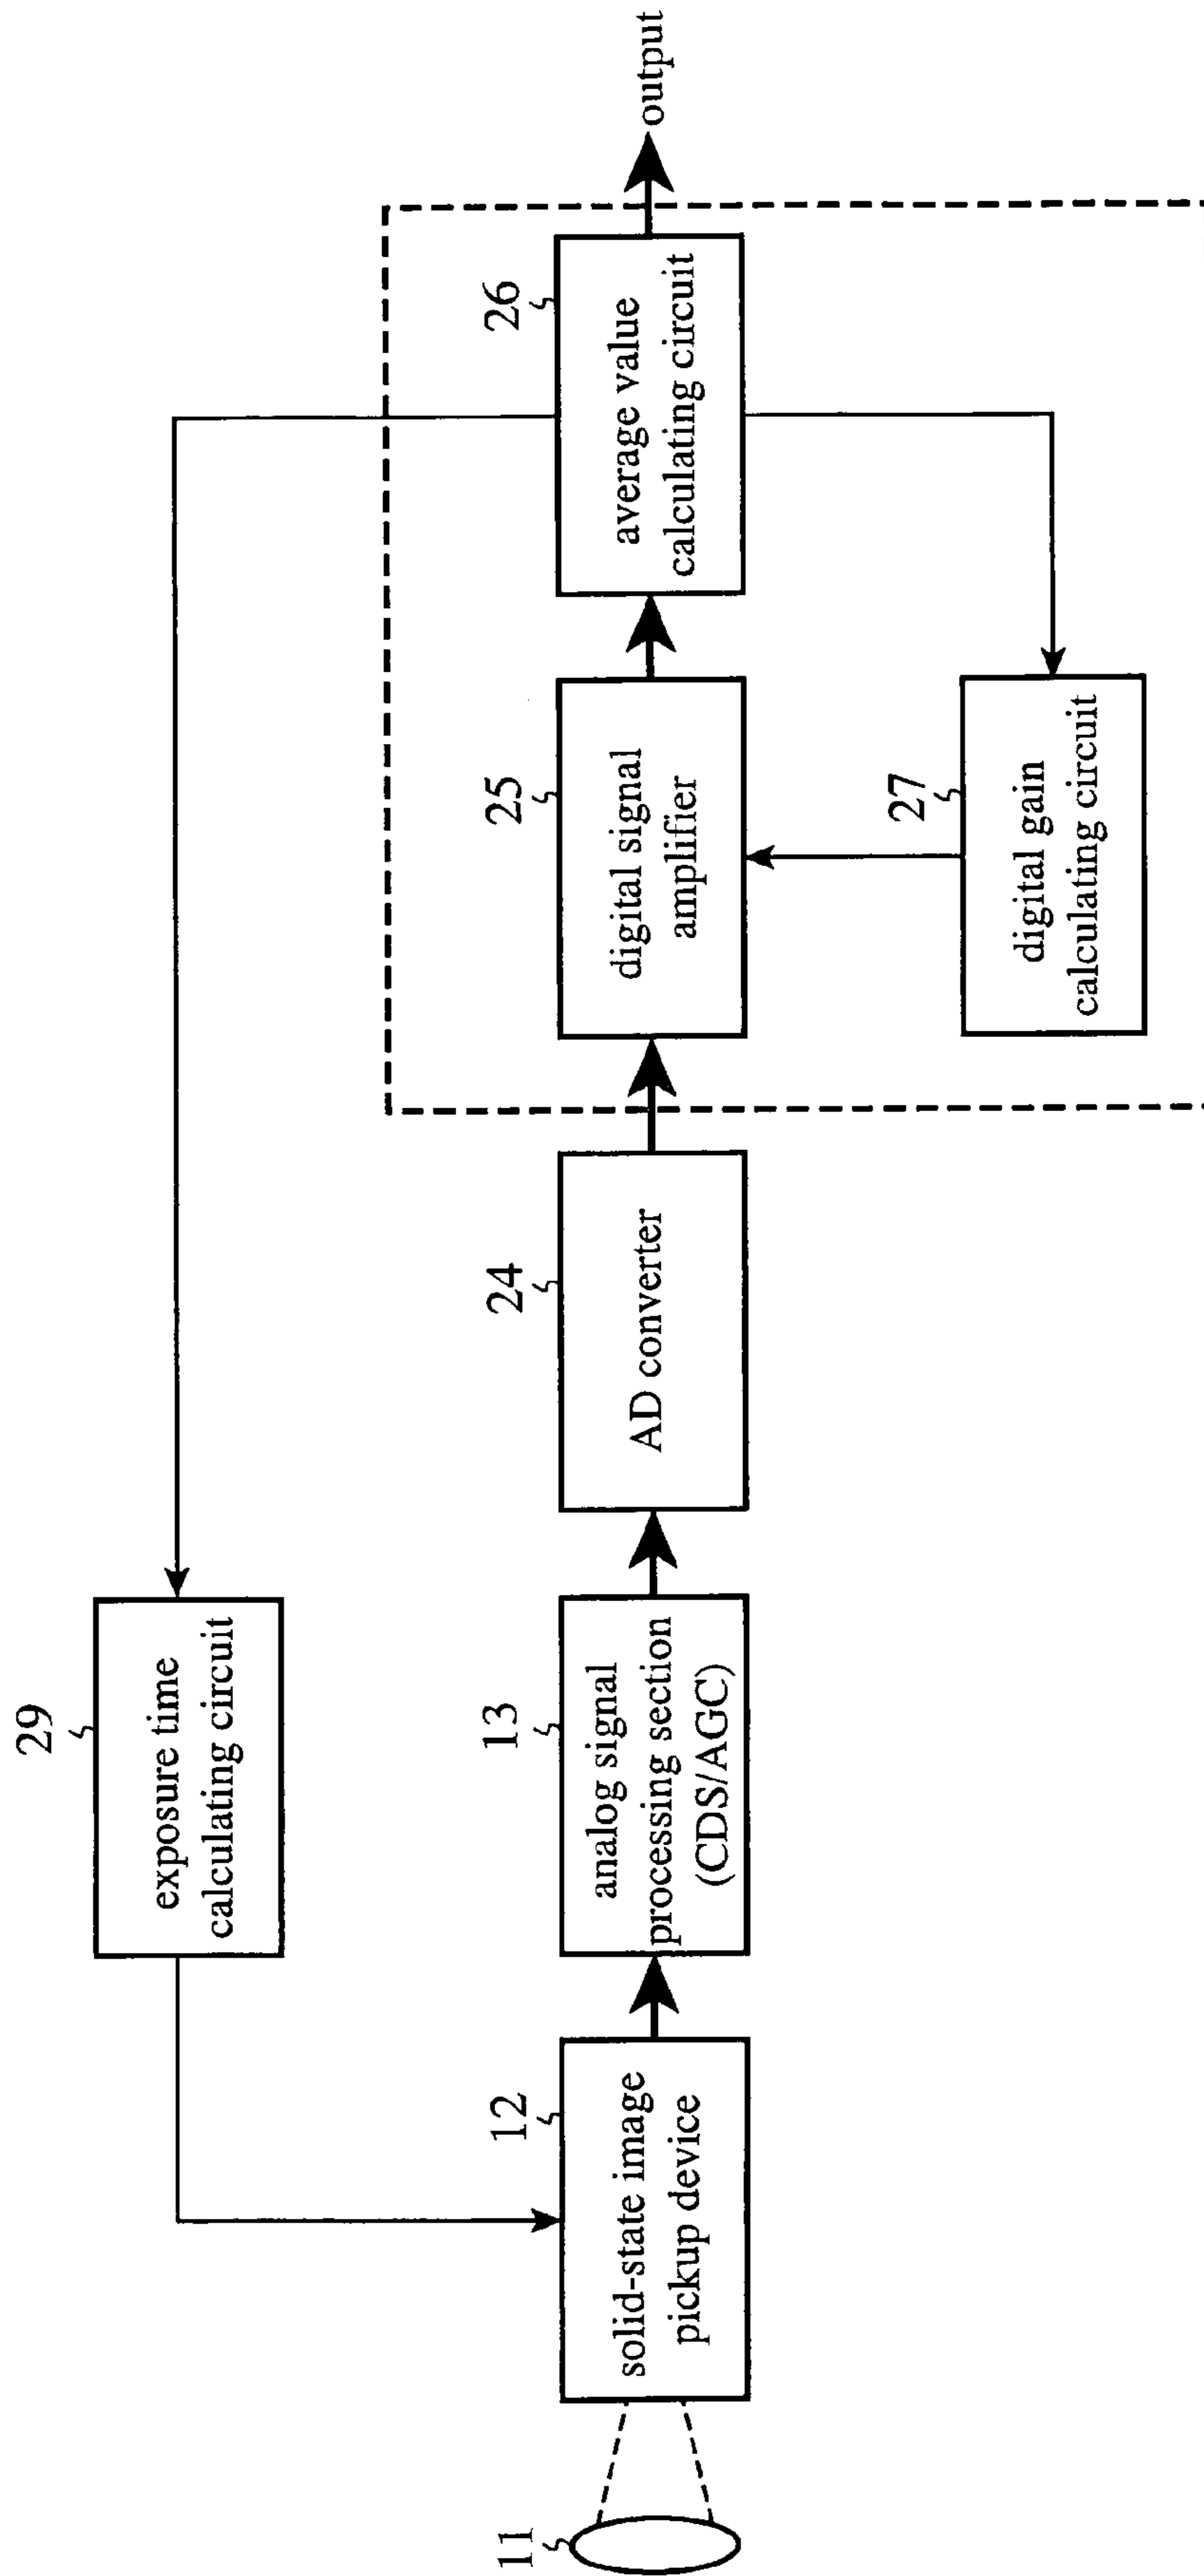 29
exposure time
calculating circuit
11
12
solid-state image
pickup device
13
analog signal
processing section
(CDS/AGC)
24
AD converter
25
digital signal
amplifier
26
average value
calculating circuit
output
27
digital gain
calculating circuit